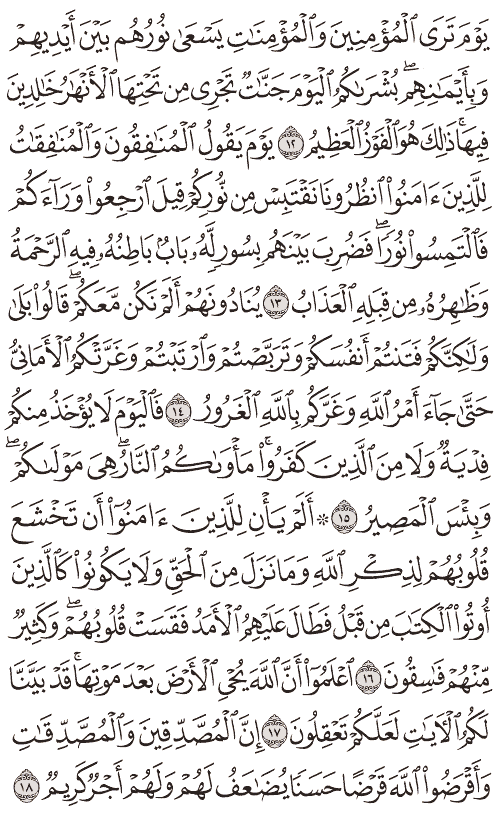 يَوْمَ تَرَى ٱلْمُؤْمِنِينَ وَٱلْمُؤْمِنَٰتِ يَسْعَىٰ نُورُهُم بَيْنَ أَيْدِيهِمْ
وَبِأَيْمَٰنِهِمۖ بُشْرَىٰكُمُ ٱلْيَوْمَ جَنَّٰتٌ تَجْرِى مِن تَحْتِهَا ٱلْأَنْهَٰرُ خَٰلِدِينَ
فِيهَاۚ ذَٰلِكَ هُوَ ٱلْفَوْزُ ٱلْعَظِيمُ ١٢ يَوْمَ يَقُولُ ٱلْمُنَٰفِقُونَ وَٱلْمُنَٰفِقَٰتُ
لِلَّذِينَ ءَامَنُوا۟ ٱنظُرُونَا نَقْتَبِسْ مِن نُّورِكُمْ قِيلَ ٱرْجِعُوا۟ وَرَآءَكُمْ
فَٱلْتَمِسُوا۟ نُورًاۖ فَضُرِبَ بَيْنَهُم بِسُورٍ لَّهُۥ بَابٌۢ بَاطِنُهُۥ فِيهِ ٱلرَّحْمَةُ
وَظَٰهِرُهُۥ مِن قِبَلِهِ ٱلْعَذَابُ ١٣ يُنَادُونَهُمْ أَلَمْ نَكُن مَّعَكُمْۖ قَالُوا۟ بَلَىٰ
وَلَٰكِنَّكُمْ فَتَنتُمْ أَنفُسَكُمْ وَتَرَبَّصْتُمْ وَٱرْتَبْتُمْ وَغَرَّتْكُمُ ٱلْأَمَانِىُّ
حَتَّىٰ جَآءَ أَمْرُ ٱللَّهِ وَغَرَّكُم بِٱللَّهِ ٱلْغَرُورُ ١٤ فَٱلْيَوْمَ لَا يُؤْخَذُ مِنكُمْ
فِدْيَةٌ وَلَا مِنَ ٱلَّذِينَ كَفَرُوا۟ۚ مَأْوَىٰكُمُ ٱلنَّارُۖ هِىَ مَوْلَىٰكُمْۖ
وَبِئْسَ ٱلْمَصِيرُ ١٥ ۞ أَلَمْ يَأْنِ لِلَّذِينَ ءَامَنُوٓا۟ أَن تَخْشَعَ
قُلُوبُهُمْ لِذِكْرِ ٱللَّهِ وَمَا نَزَلَ مِنَ ٱلْحَقِّ وَلَا يَكُونُوا۟ كَٱلَّذِينَ
أُوتُوا۟ ٱلْكِتَٰبَ مِن قَبْلُ فَطَالَ عَلَيْهِمُ ٱلْأَمَدُ فَقَسَتْ قُلُوبُهُمْۖ وَكَثِيرٌ
مِّنْهُمْ فَٰسِقُونَ ١٦ ٱعْلَمُوٓا۟ أَنَّ ٱللَّهَ يُحْىِ ٱلْأَرْضَ بَعْدَ مَوْتِهَاۚ قَدْ بَيَّنَّا
لَكُمُ ٱلْءَايَٰتِ لَعَلَّكُمْ تَعْقِلُونَ ١٧ إِنَّ ٱلْمُصَّدِّقِينَ وَٱلْمُصَّدِّقَٰتِ
وَأَقْرَضُوا۟ ٱللَّهَ قَرْضًا حَسَنًا يُضَٰعَفُ لَهُمْ وَلَهُمْ أَجْرٌ كَرِيمٌ ١٨